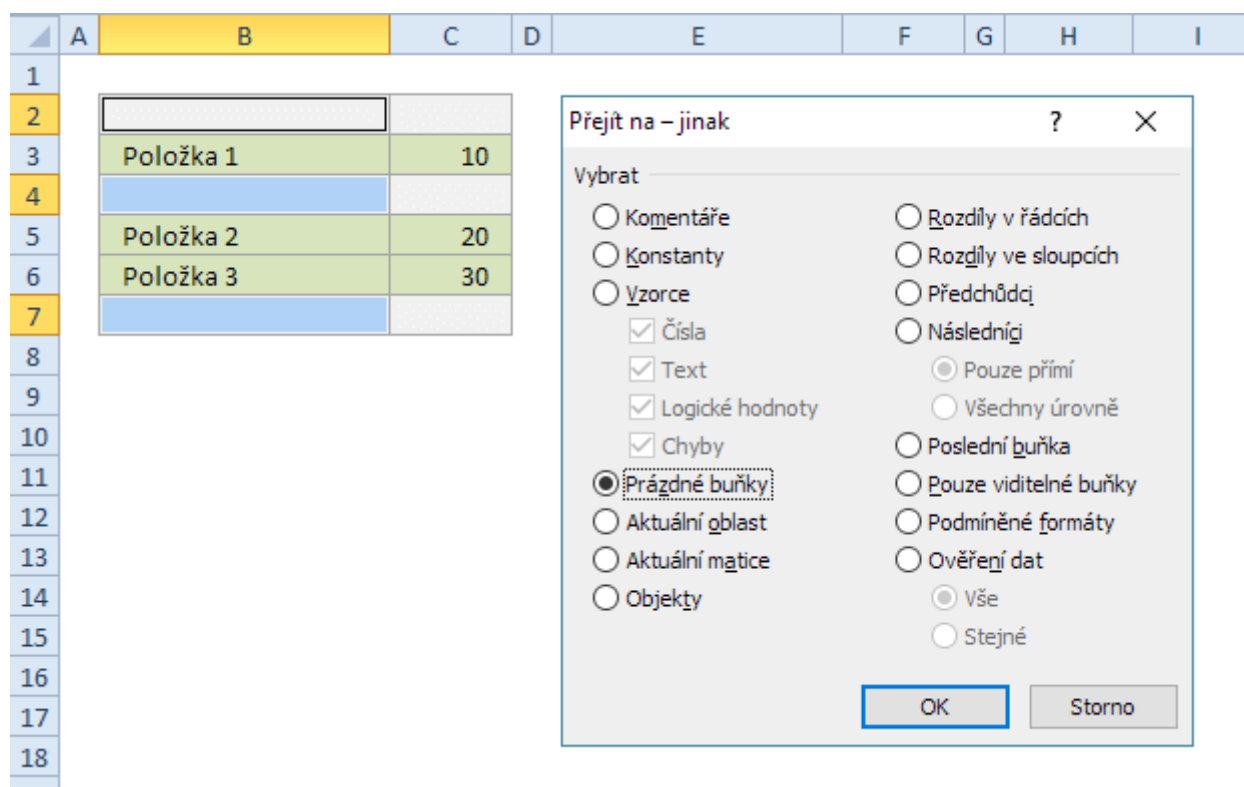 A B C D E F G H I
1
2
3 Položka 1 10
4
5 Položka 2 20
6 Položka 3 30
7
8
9
10
11
12
13
14
15
16
17
18
Přejít na – jinak ?
Vybrat
Komentáře
Konstanty
Vzorce
Čísla
Text
Logické hodnoty
Chyby
Prázdné buňky
Aktuální oblast
Aktuální matice
Objekty
Rozdíly v řádcích
Rozdíly ve sloupcích
Předchůdci
Následníci
Pouze přímí
Všechny úrovně
Poslední buňka
Pouze viditelné buňky
Podmíněné formáty
Ověření dat
Vše
Stejné
OK Storno